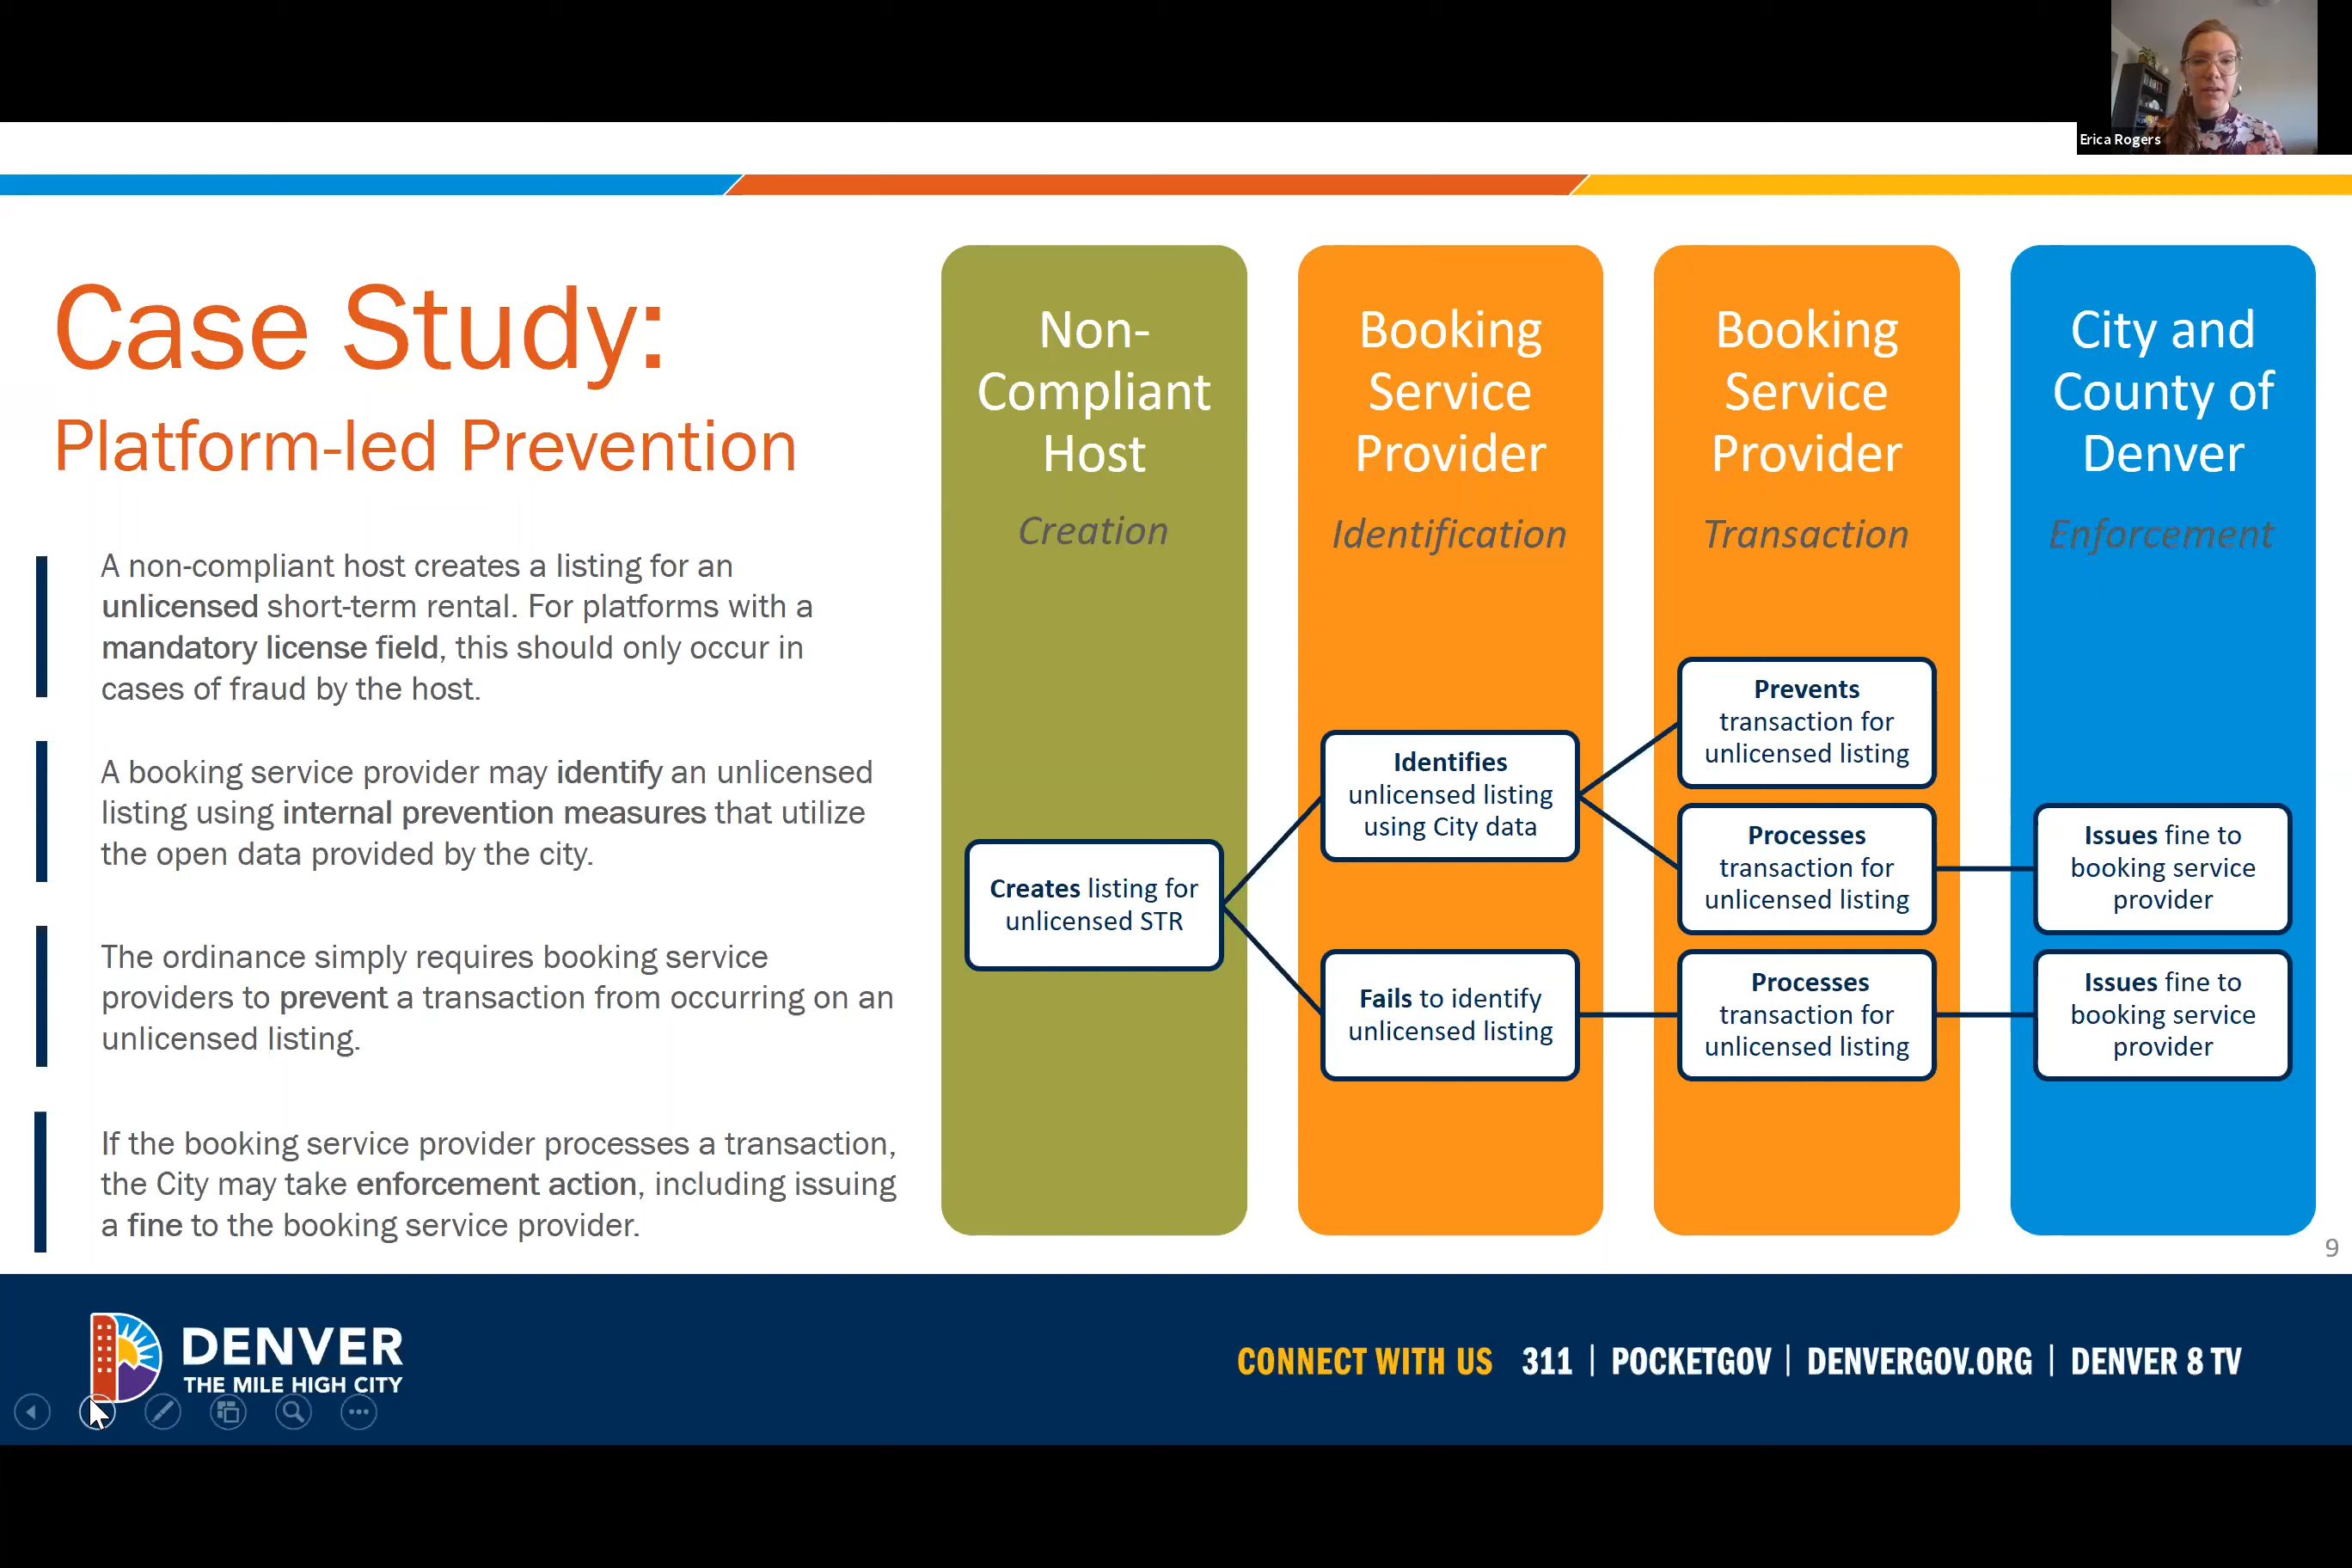 Erica Rogers
Case Study:
Platform-led Prevention
A non-compliant host creates a listing for an
unlicensed short-term rental. For platforms with a
mandatory license field, this should only occur in
cases of fraud by the host.
A booking service provider may identify an unlicensed
listing using internal prevention measures that utilize
the open data provided by the city.
The ordinance simply requires booking service
providers to prevent a transaction from occurring on an
unlicensed listing.
If the booking service provider processes a transaction,
the City may take enforcement action, including issuing
a fine to the booking service provider.
Non-
Compliant
Host
Creation
Creates listing for
unlicensed STR
Booking
Service
Provider
Identification
Identifies
unlicensed listing
using City data
Fails to identify
unlicensed listing
Booking
Service
Provider
Transaction
Prevents
transaction for
unlicensed listing
Processes
transaction for
unlicensed listing
Processes
transaction for
unlicensed listing
City and
County of
Denver
Enforcement
Issues fine to
booking service
provider
Issues fine to
booking service
provider
9
DENVER
THE MILE HIGH CITY
CONNECT WITH US 311 | POCKETGOV | DENVERGOV.ORG | DENVER 8 TV